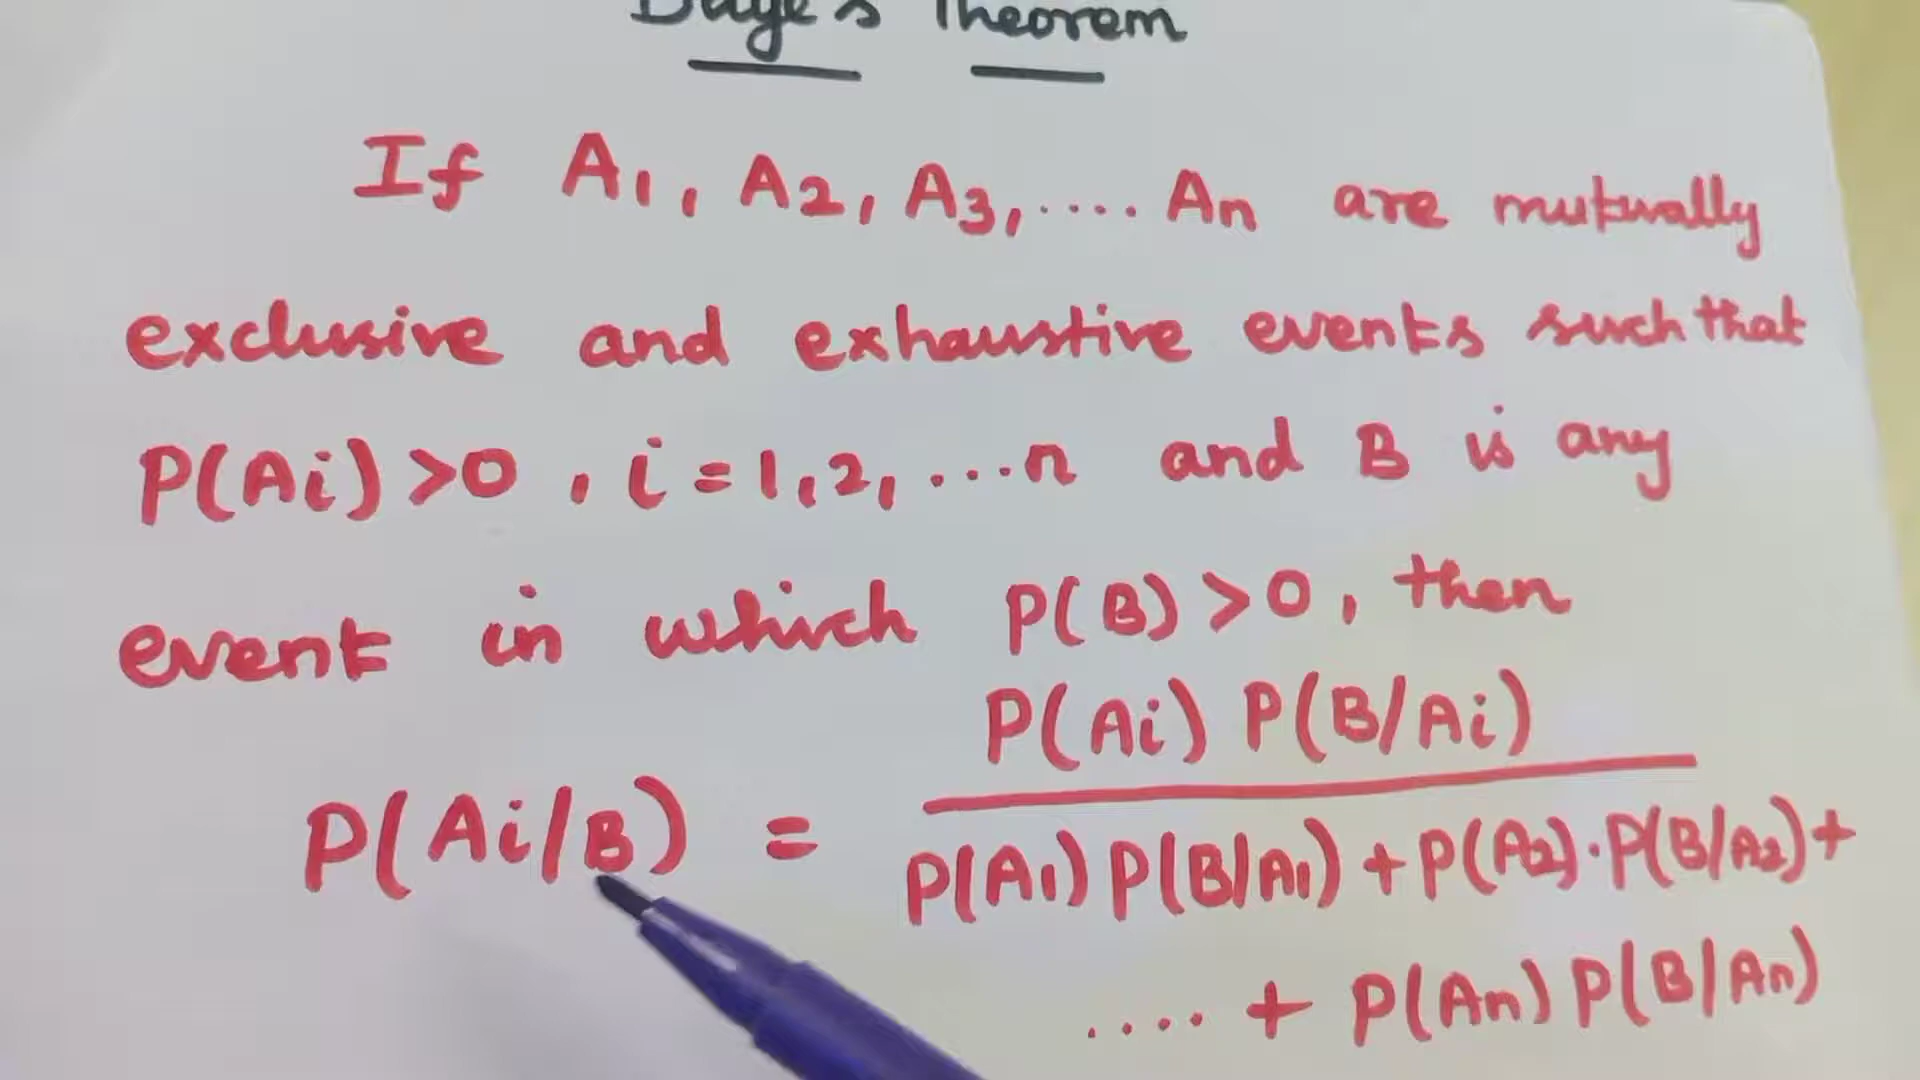 Baye's Theorem
If A1, A2, A3, .... An are mutually
exclusive and exhaustive events such that
P(Ai) >0 , i = 1, 2, ... n and B is any
event in which P(B) >0, then
P(Ai) P(B/Ai)
P(Ai/B) =
P(A1) P(B/A1) + P(A2) . P(B/A2) +
.... + P(An) P(B/An)